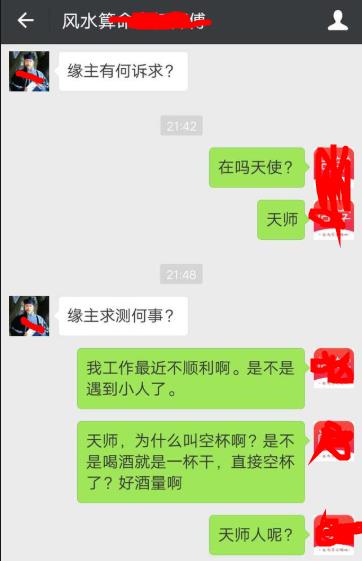 风水算命
缘主有何诉求？
21:42
在吗天使？
天师
21:48
缘主求测何事？
我工作最近不顺利啊。是不是
遇到小人了。
天师，为什么叫空杯啊？是不
是喝酒就是一杯干，直接空杯
了？好酒量啊
天师人呢？